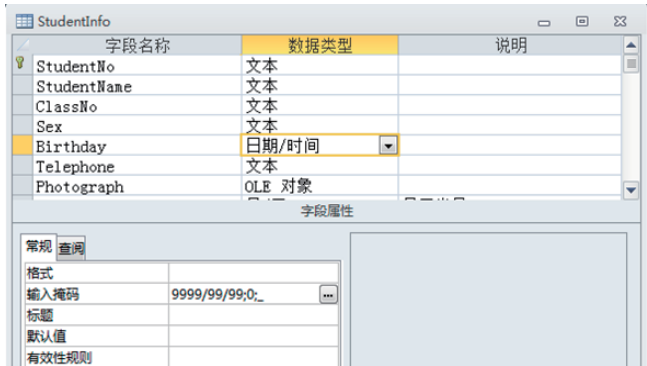 StudentInfo
字段名称 数据类型 说明
StudentNo 文本
StudentName 文本
ClassNo 文本
Sex 文本
Birthday 日期/时间
Telephone 文本
Photograph OLE 对象
字段属性
常规 查阅
格式
输入掩码 9999/99/99;0;_
标题
默认值
有效性规则